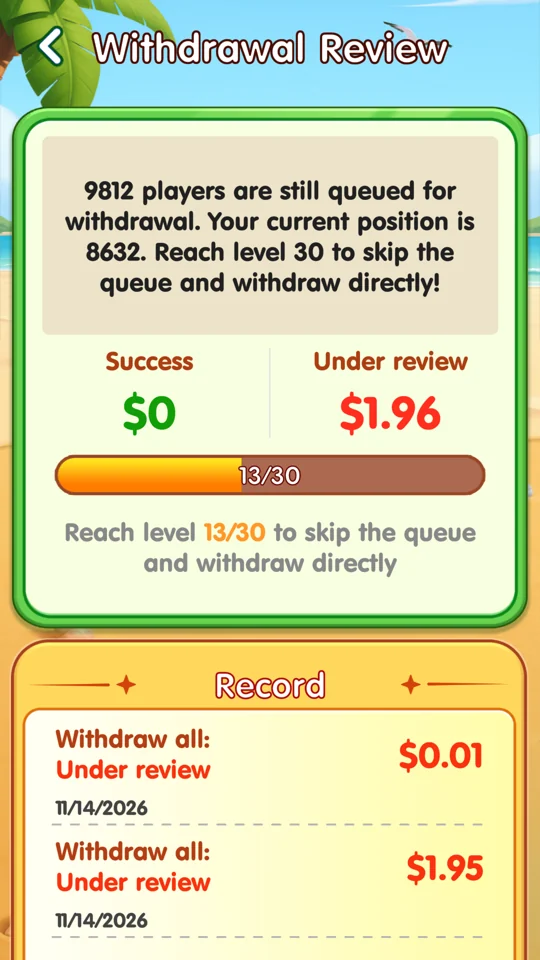 Withdrawal Review
9812 players are still queued for
withdrawal. Your current position is
8632. Reach level 30 to skip the
queue and withdraw directly!
Success
Under review
$0
$1.96
13/30
Reach level 13/30 to skip the queue
and withdraw directly
Record
Withdraw all:
Under review
$0.01
11/14/2026
Withdraw all:
Under review
$1.95
11/14/2026